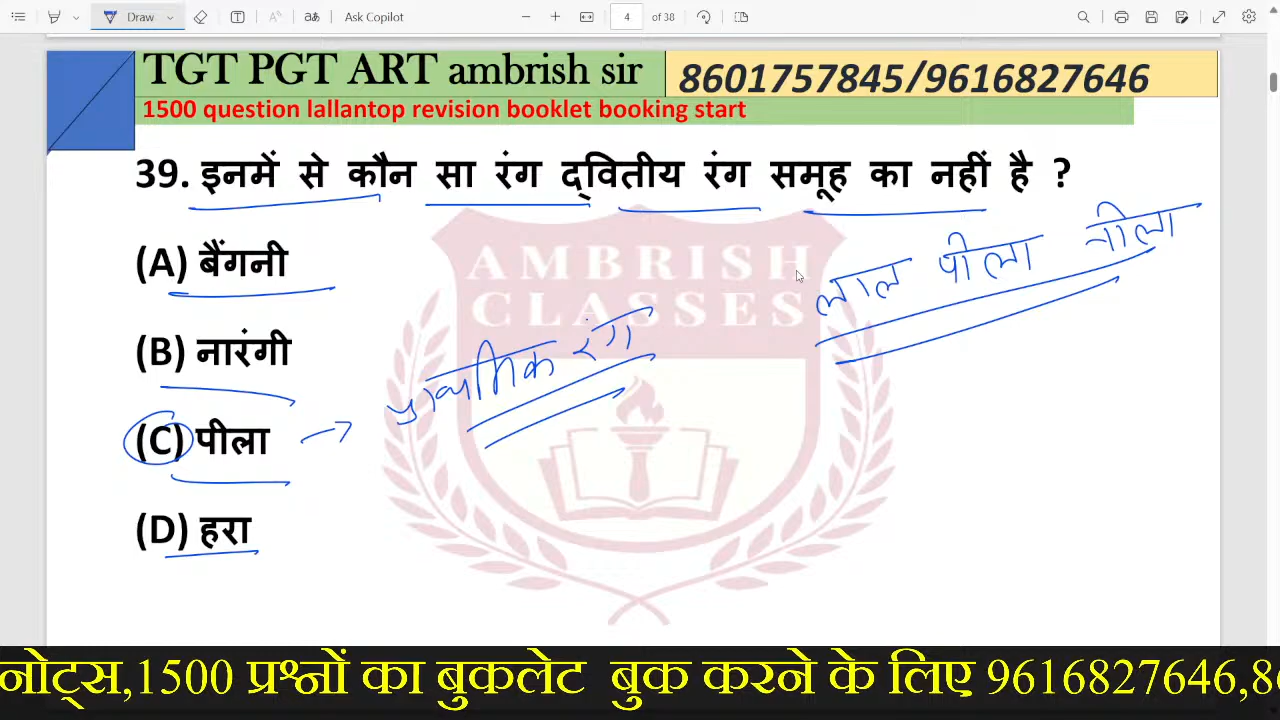 Draw
Ask Copilot
4 of 38
TGT PGT ART ambrish sir
8601757845/9616827646
1500 question lallantop revision booklet booking start
39. इनमें से कौन सा रंग द्वितीय रंग समूह का नहीं है ?
(A) बैंगनी
लाल पीला नीला
(B) नारंगी
प्राथमिक रंग
(C) पीला
(D) हरा
AMBRISH
CLASSES
नोट्स,1500 प्रश्नों का बुकलेट बुक करने के लिए 9616827646,86